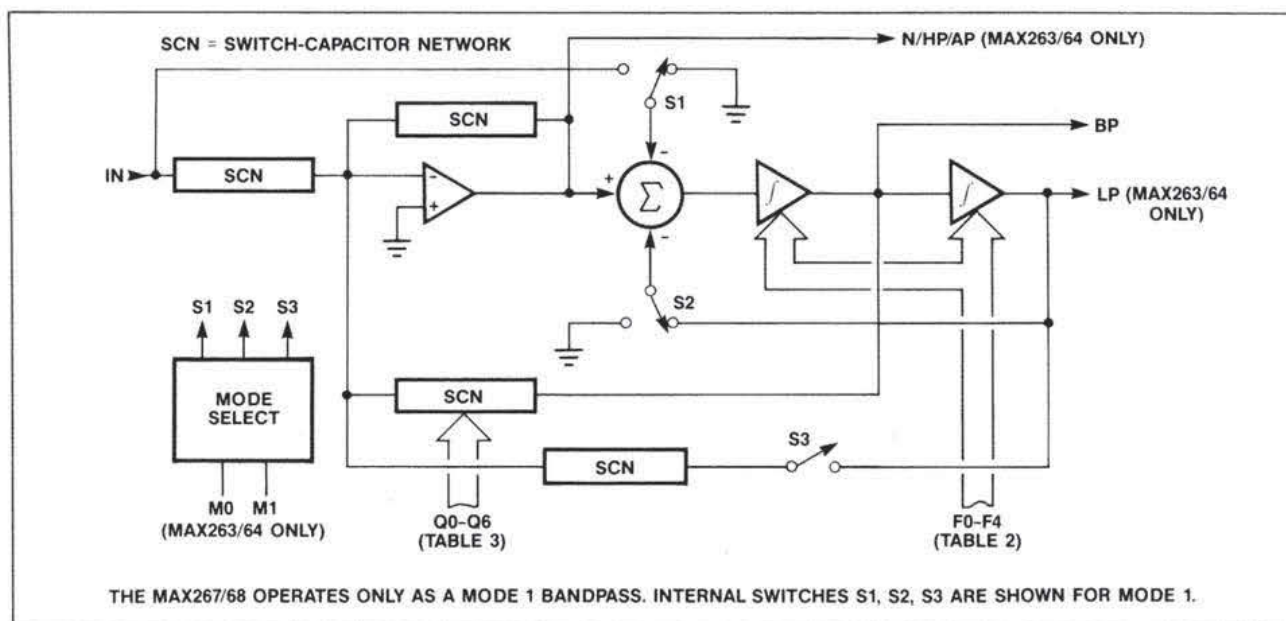 SCN = SWITCH-CAPACITOR NETWORK
N/HP/AP (MAX263/64 ONLY)
S1
SCN
BP
IN
SCN
-
+
+
-
Σ
-
∫
∫
LP (MAX263/64
ONLY)
S2
S1 S2 S3
MODE
SELECT
SCN
S3
SCN
M0 M1
(MAX263/64 ONLY)
Q0-Q6
(TABLE 3)
F0-F4
(TABLE 2)
THE MAX267/68 OPERATES ONLY AS A MODE 1 BANDPASS. INTERNAL SWITCHES S1, S2, S3 ARE SHOWN FOR MODE 1.